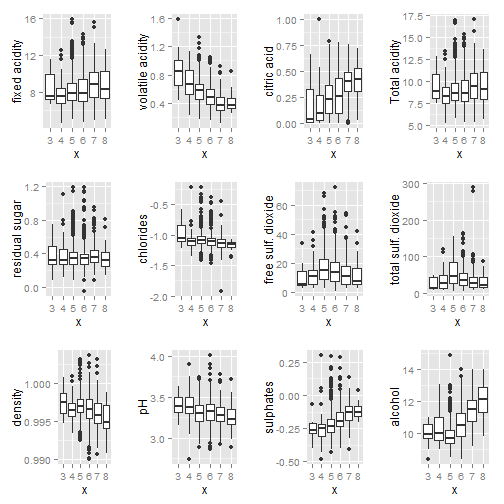 fixed acidity
16
12
8
3 4 5 6 7 8
x
volatile acidity
1.6
1.2
0.8
0.4
3 4 5 6 7 8
x
citric acid
1.00
0.75
0.50
0.25
0.00
3 4 5 6 7 8
x
Total acidity
17.5
15.0
12.5
10.0
7.5
5.0
3 4 5 6 7 8
x
residual sugar
1.2
0.8
0.4
0.0
3 4 5 6 7 8
x
chlorides
-0.5
-1.0
-1.5
-2.0
3 4 5 6 7 8
x
free sulf. dioxide
60
40
20
0
3 4 5 6 7 8
x
total sulf. dioxide
300
200
100
0
3 4 5 6 7 8
x
density
1.000
0.995
0.990
3 4 5 6 7 8
x
pH
4.0
3.5
3.0
3 4 5 6 7 8
x
sulphates
0.25
0.00
-0.25
-0.50
3 4 5 6 7 8
x
alcohol
14
12
10
3 4 5 6 7 8
x